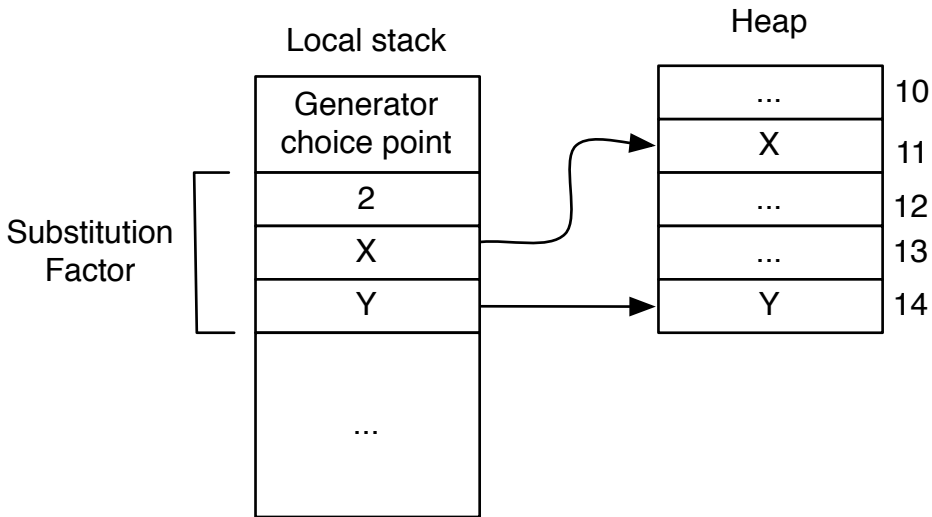 Local stack
Generator
choice point
Substitution
Factor
2
X
Y
...
Heap
... 10
X 11
... 12
... 13
Y 14